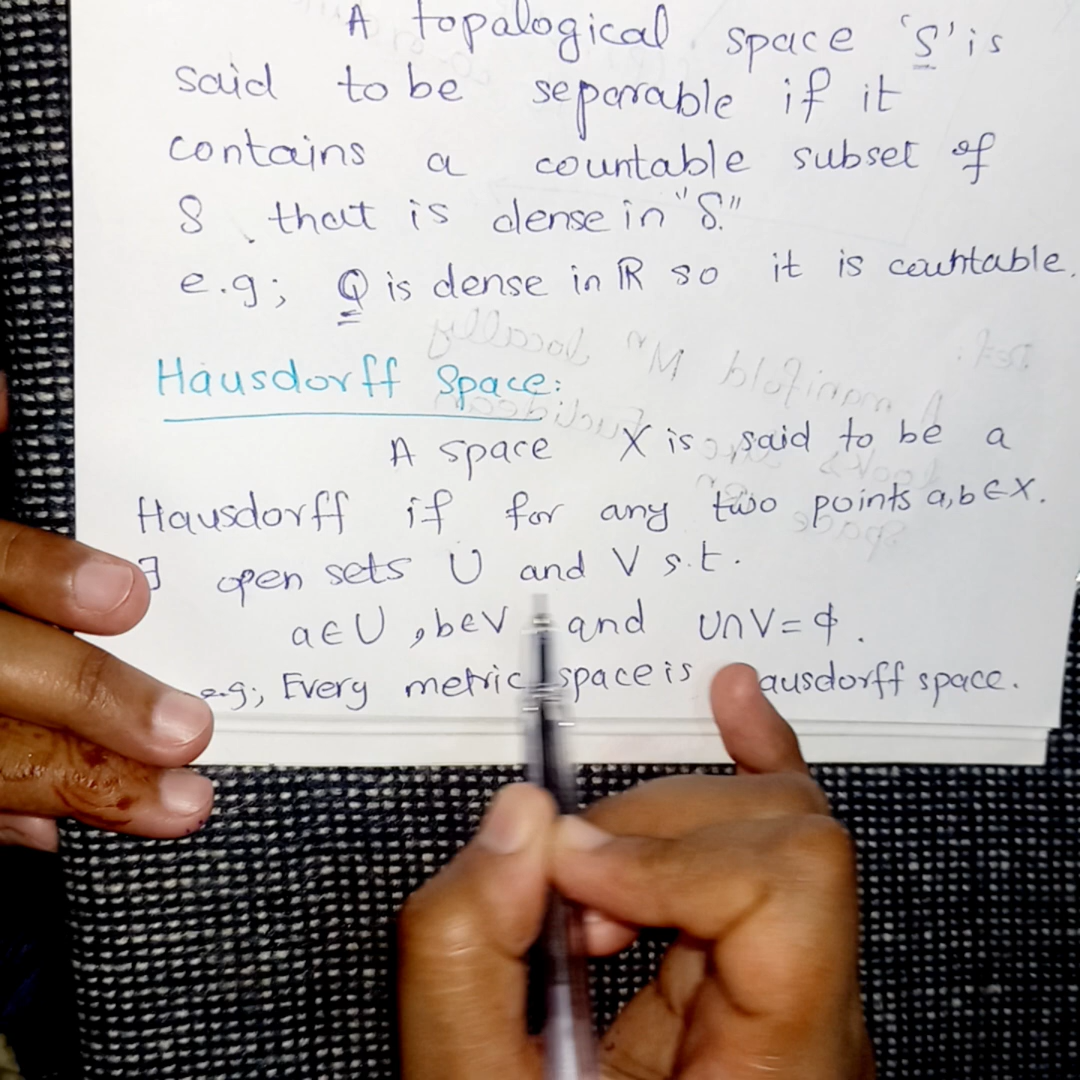 A topalogical space 'S' is
said to be separable if it
contains a countable subset of
S, that is dense in "S."
e.g; Q is dense in R so it is countable.
Hausdorff Space:
A space X is said to be a
Hausdorff if for any two points a,b ∈ X.
∃ open sets U and V s.t.
a ∈ U , b ∈ V and U ∩ V = ϕ .
e.g; Every metric space is ausdorff space.